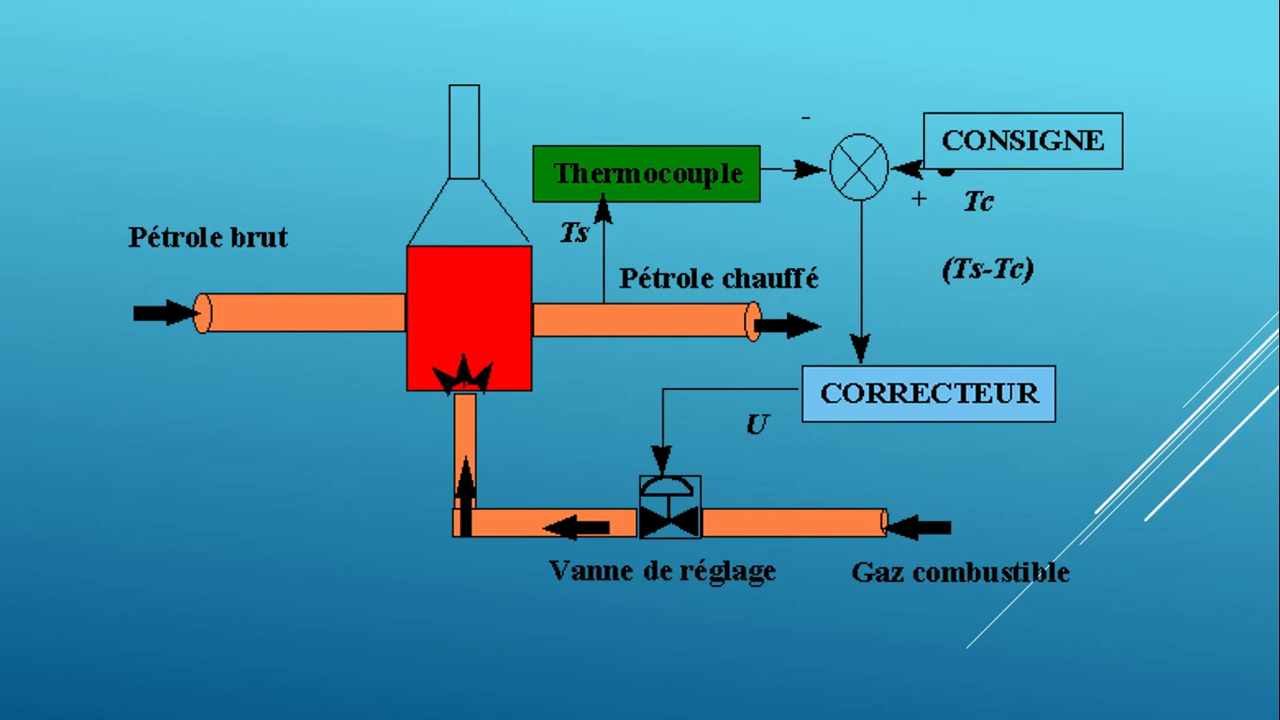 -
CONSIGNE
Thermocouple
+
Tc
Ts
Pétrole brut
(Ts-Tc)
Pétrole chauffé
CORRECTEUR
U
Vanne de réglage
Gaz combustible